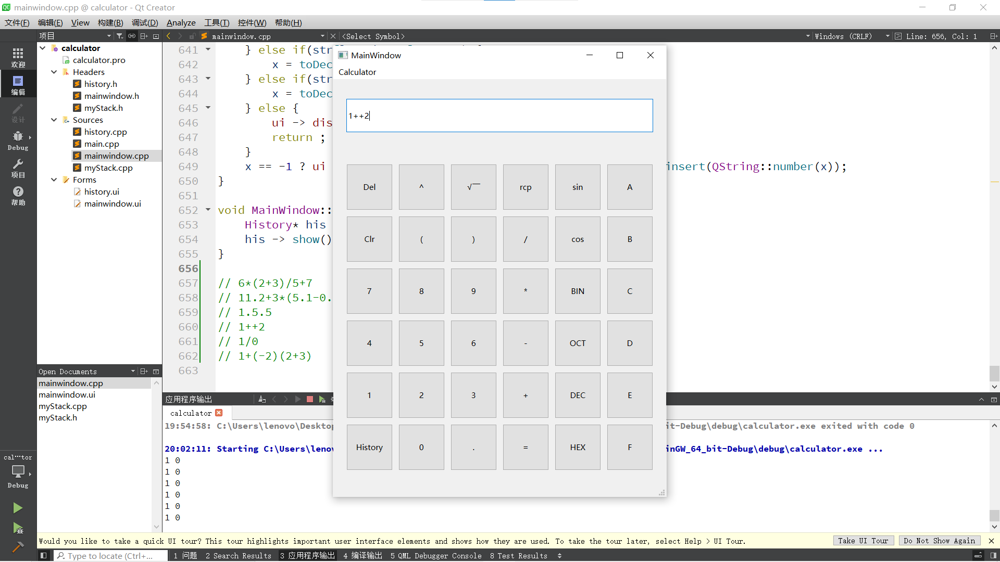 mainwindow.cpp @ calculator - Qt Creator
文件(F) 编辑(E) View 构建(B) 调试(D) Analyze 工具(T) 控件(W) 帮助(H)
项目
mainwindow.cpp
<Select Symbol>
Windows (CRLF)
Line: 656, Col: 1
欢迎
编辑
设计
Debug
项目
帮助
calculator
calculator.pro
Headers
history.h
mainwindow.h
myStack.h
Sources
history.cpp
main.cpp
mainwindow.cpp
myStack.cpp
Forms
history.ui
mainwindow.ui
Open Documents
mainwindow.cpp
mainwindow.ui
myStack.cpp
myStack.h
cal···tor
Debug
641 } else if(str
642 x = toDec
643 } else if(str
644 x = toDec
645 } else {
646 ui -> dis
647 return ;
648 }
649 x == -1 ? ui insert(QString::number(x));
650 }
651
652 void MainWindow::
653 History* his
654 his -> show()
655 }
656
657 // 6*(2+3)/5+7
658 // 11.2+3*(5.1-0.
659 // 1.5.5
660 // 1++2
661 // 1/0
662 // 1+(-2)(2+3)
663
MainWindow
Calculator
1++2
Del ^ √￣ rcp sin A
Clr ( ) / cos B
7 8 9 * BIN C
4 5 6 - OCT D
1 2 3 + DEC E
History 0 . = HEX F
应用程序输出
calculator
19:54:58: C:\Users\lenovo\Desktop it-Debug\debug\calculator.exe exited with code 0
20:02:11: Starting C:\Users\lenov inGW_64_bit-Debug\debug\calculator.exe ...
1 0
1 0
1 0
1 0
1 0
1 0
Would you like to take a quick UI tour? This tour highlights important user interface elements and shows how they are used. To take the tour later, select Help > UI Tour.
Take UI Tour
Do Not Show Again
Type to locate (Ctrl+...
1 问题 2 Search Results 3 应用程序输出 4 编译输出 5 QML Debugger Console 8 Test Results